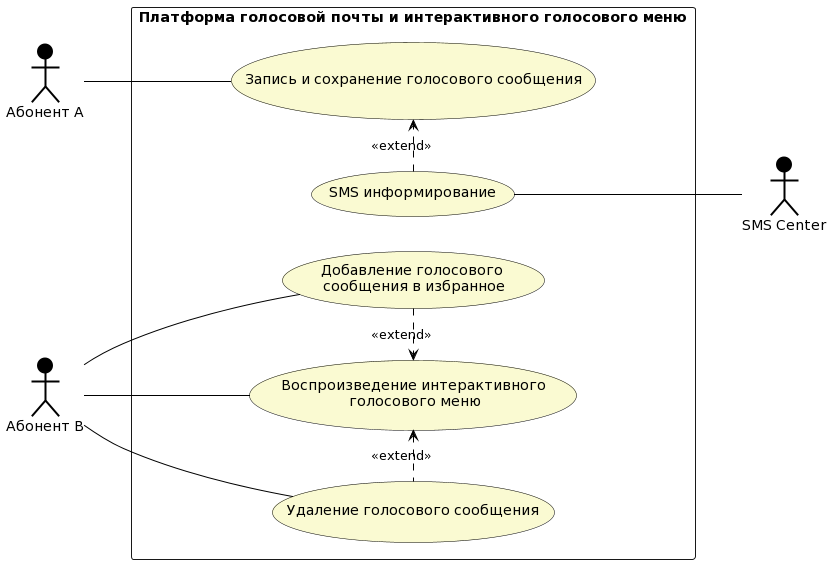 Платформа голосовой почты и интерактивного голосового меню
Запись и сохранение голосового сообщения
Абонент А
«extend»
SMS информирование
SMS Center
Добавление голосового
сообщения в избранное
«extend»
Воспроизведение интерактивного
голосового меню
Абонент В
«extend»
Удаление голосового сообщения